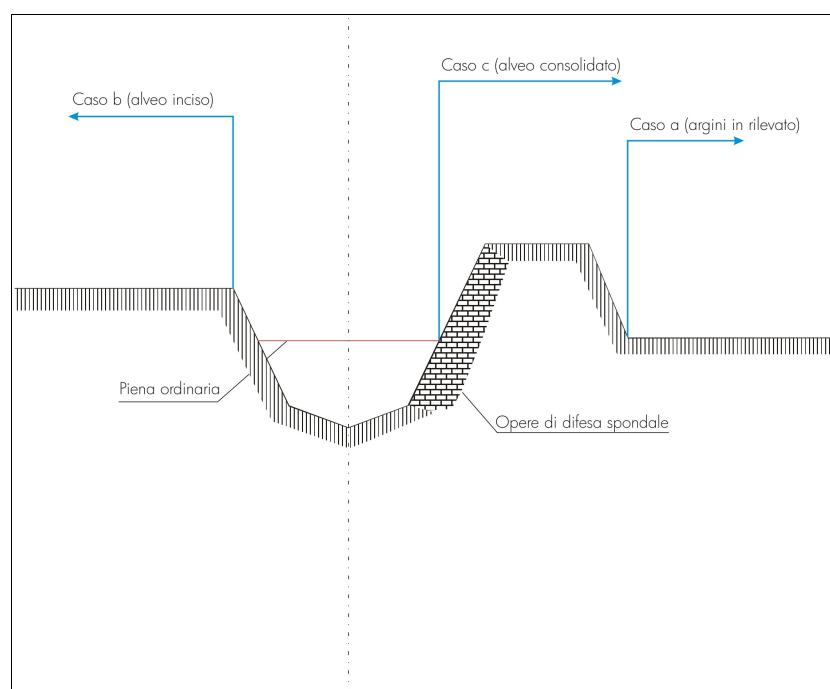 Caso c (alveo consolidato)
Caso b (alveo inciso)
Caso a (argini in rilevato)
Piena ordinaria
Opere di difesa spondale